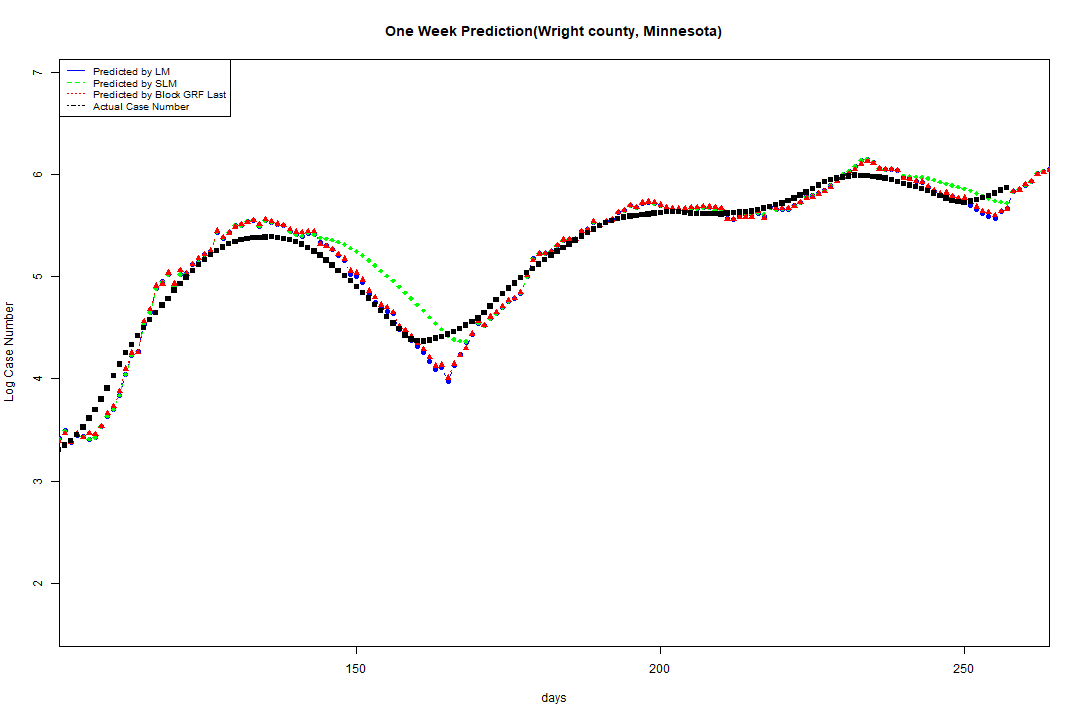 One Week Prediction(Wright county, Minnesota)
Predicted by LM
Predicted by SLM
Predicted by Block GRF Last
Actual Case Number
7
6
5
4
3
2
Log Case Number
150 200 250
days